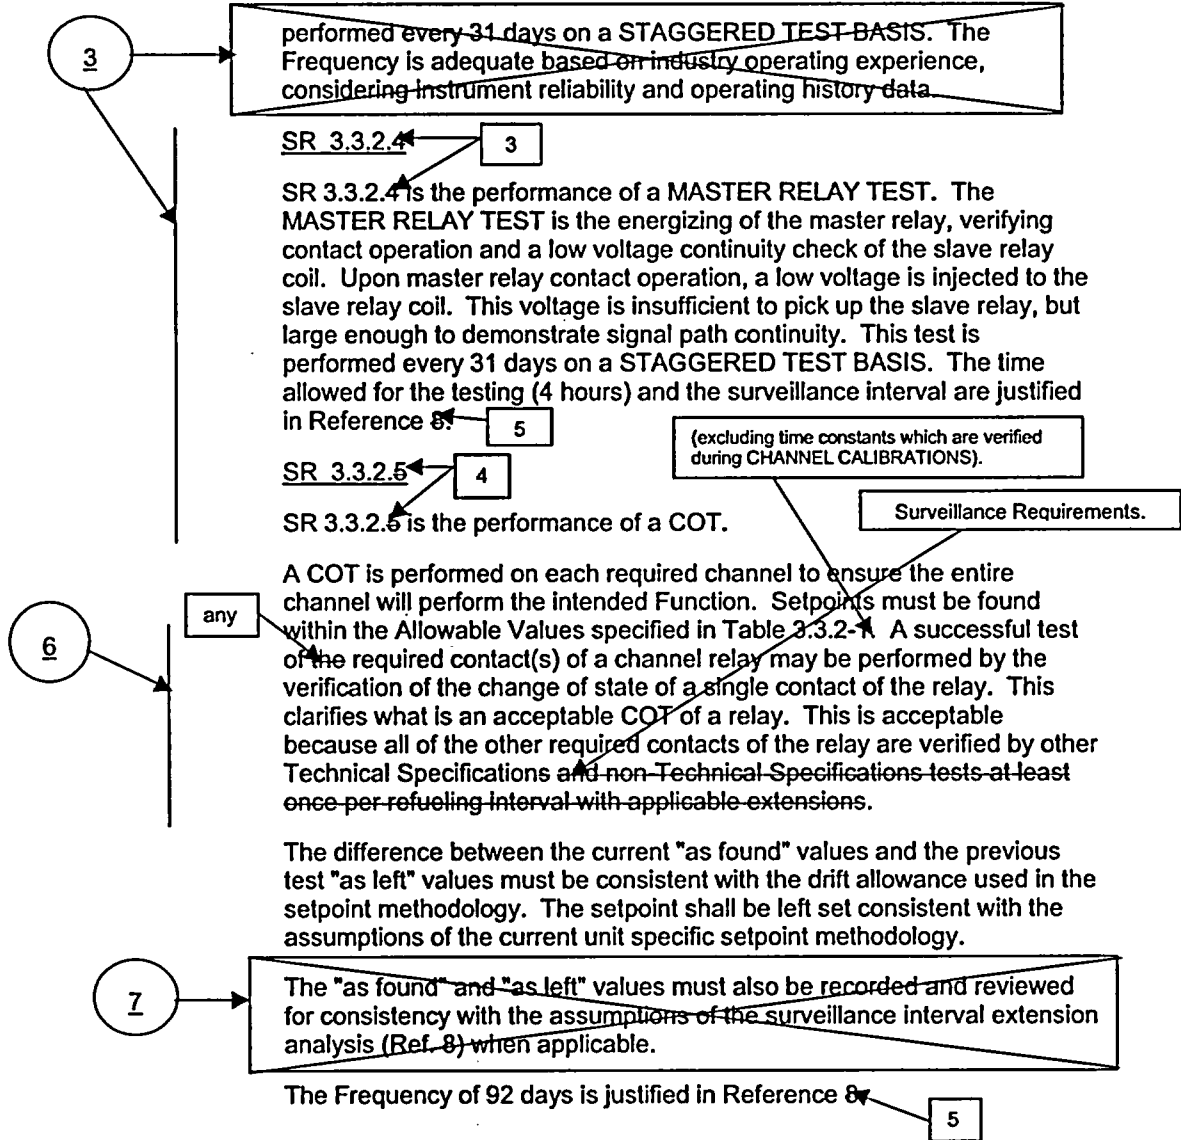 performed every 31 days on a STAGGERED TEST BASIS. The
3
Frequency is adequate based on industry operating experience,
considering instrument reliability and operating history data.
SR 3.3.2.4
3
SR 3.3.2.4 is the performance of a MASTER RELAY TEST. The
MASTER RELAY TEST is the energizing of the master relay, verifying
contact operation and a low voltage continuity check of the slave relay
coil. Upon master relay contact operation, a low voltage is injected to the
slave relay coil. This voltage is insufficient to pick up the slave relay, but
large enough to demonstrate signal path continuity. This test is
performed every 31 days on a STAGGERED TEST BASIS. The time
allowed for the testing (4 hours) and the surveillance interval are justified
in Reference 8.
5
(excluding time constants which are verified
during CHANNEL CALIBRATIONS).
SR 3.3.2.5
4
Surveillance Requirements.
SR 3.3.2.5 is the performance of a COT.
A COT is performed on each required channel to ensure the entire
channel will perform the intended Function. Setpoints must be found
any
within the Allowable Values specified in Table 3.3.2-1. A successful test
6
of the required contact(s) of a channel relay may be performed by the
verification of the change of state of a single contact of the relay. This
clarifies what is an acceptable COT of a relay. This is acceptable
because all of the other required contacts of the relay are verified by other
Technical Specifications and non-Technical Specifications tests at least
once per refueling interval with applicable extensions.
The difference between the current "as found" values and the previous
test "as left" values must be consistent with the drift allowance used in the
setpoint methodology. The setpoint shall be left set consistent with the
assumptions of the current unit specific setpoint methodology.
7
The "as found" and "as left" values must also be recorded and reviewed
for consistency with the assumptions of the surveillance interval extension
analysis (Ref. 8) when applicable.
The Frequency of 92 days is justified in Reference 8.
5